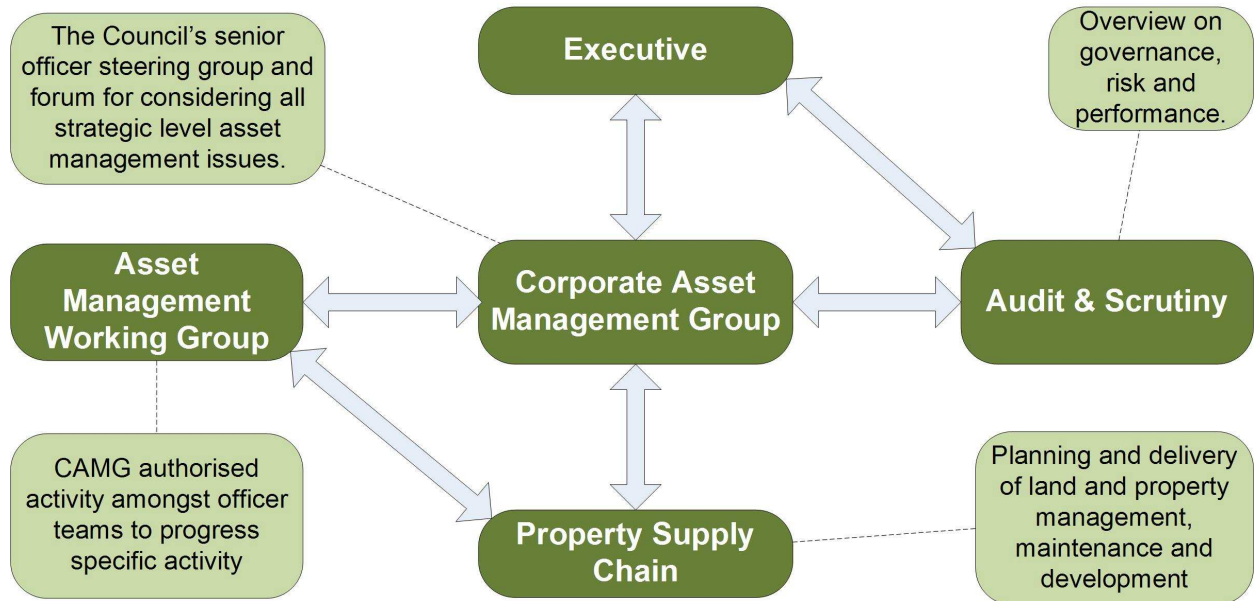 The Council's senior
officer steering group and
forum for considering all
strategic level asset
management issues.
Executive
Overview on
governance,
risk and
performance.
Asset
Management
Working Group
Corporate Asset
Management Group
Audit & Scrutiny
CAMG authorised
activity amongst officer
teams to progress
specific activity
Property Supply
Chain
Planning and delivery
of land and property
management,
maintenance and
development